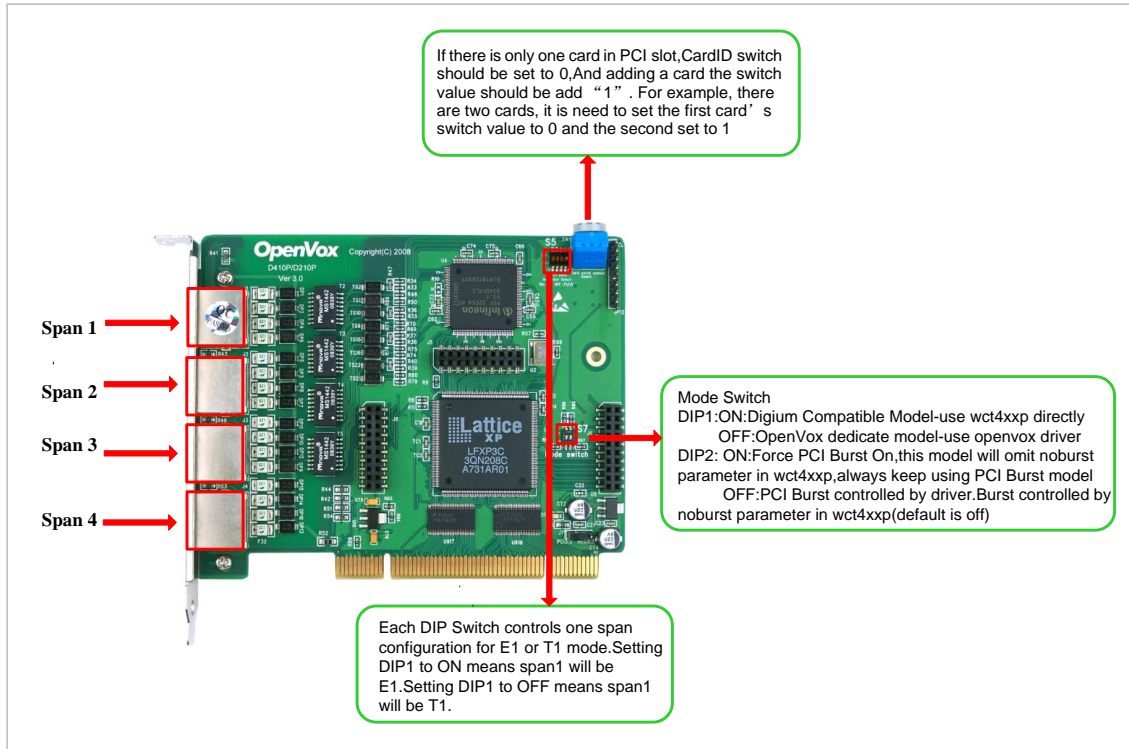 If there is only one card in PCI slot,CardID switch
should be set to 0,And adding a card the switch
value should be add “1”. For example, there
are two cards, it is need to set the first card’s
switch value to 0 and the second set to 1
OpenVox
Copyright(C) 2008
D410P/D210P
Ver 3.0
S5
Infineon
Span 1
Span 2
Span 3
Span 4
Lattice
XP
LFXP3C
3QN208C
A731AR01
S7
Mode switch
Mode Switch
DIP1:ON:Digium Compatible Model-use wct4xxp directly
OFF:OpenVox dedicate model-use openvox driver
DIP2: ON:Force PCI Burst On,this model will omit noburst
parameter in wct4xxp,always keep using PCI Burst model
OFF:PCI Burst controlled by driver.Burst controlled by
noburst parameter in wct4xxp(default is off)
Each DIP Switch controls one span
configuration for E1 or T1 mode.Setting
DIP1 to ON means span1 will be
E1.Setting DIP1 to OFF means span1
will be T1.